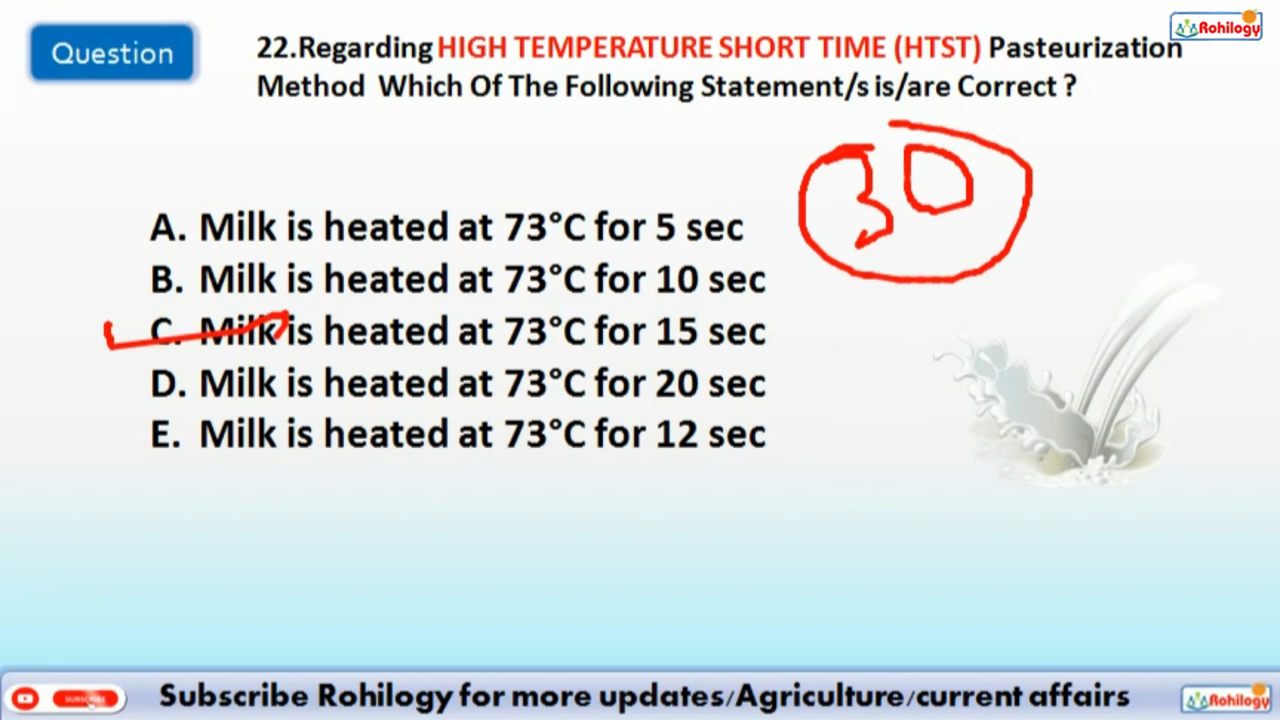 Question
Rohilogy
22.Regarding HIGH TEMPERATURE SHORT TIME (HTST) Pasteurization
Method Which Of The Following Statement/s is/are Correct ?
30
A. Milk is heated at 73°C for 5 sec
B. Milk is heated at 73°C for 10 sec
C. Milk is heated at 73°C for 15 sec
D. Milk is heated at 73°C for 20 sec
E. Milk is heated at 73°C for 12 sec
SUBSCRIBE
Subscribe Rohilogy for more updates/Agriculture/current affairs
Rohilogy